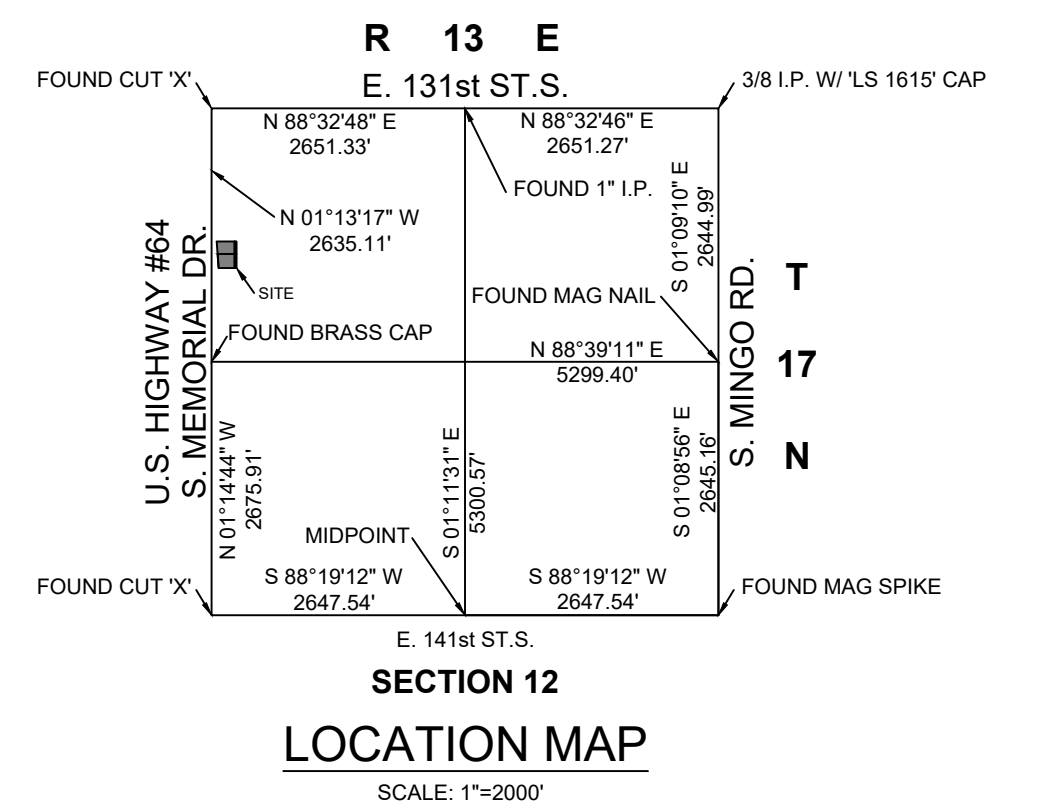 R 13 E
E. 131st ST.S.
FOUND CUT 'X'
3/8 I.P. W/ 'LS 1615' CAP
N 88°32'48" E
2651.33'
N 88°32'46" E
2651.27'
FOUND 1" I.P.
S 01°09'10" E
2644.99'
N 01°13'17" W
2635.11'
SITE
U.S. HIGHWAY #64
S. MEMORIAL DR.
FOUND MAG NAIL
FOUND BRASS CAP
N 88°39'11" E
5299.40'
S. MINGO RD.
T
17
N
N 01°14'44" W
2675.91'
S 01°11'31" E
5300.57'
S 01°08'56" E
2645.16'
MIDPOINT
S 88°19'12" W
2647.54'
S 88°19'12" W
2647.54'
FOUND CUT 'X'
FOUND MAG SPIKE
E. 141st ST.S.
SECTION 12
LOCATION MAP
SCALE: 1"=2000'